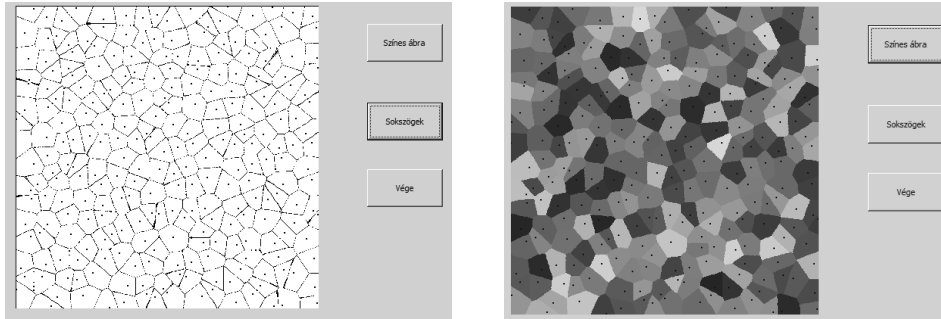 Színes ábra
Sokszögek
Vége
Színes ábra
Sokszögek
Vége